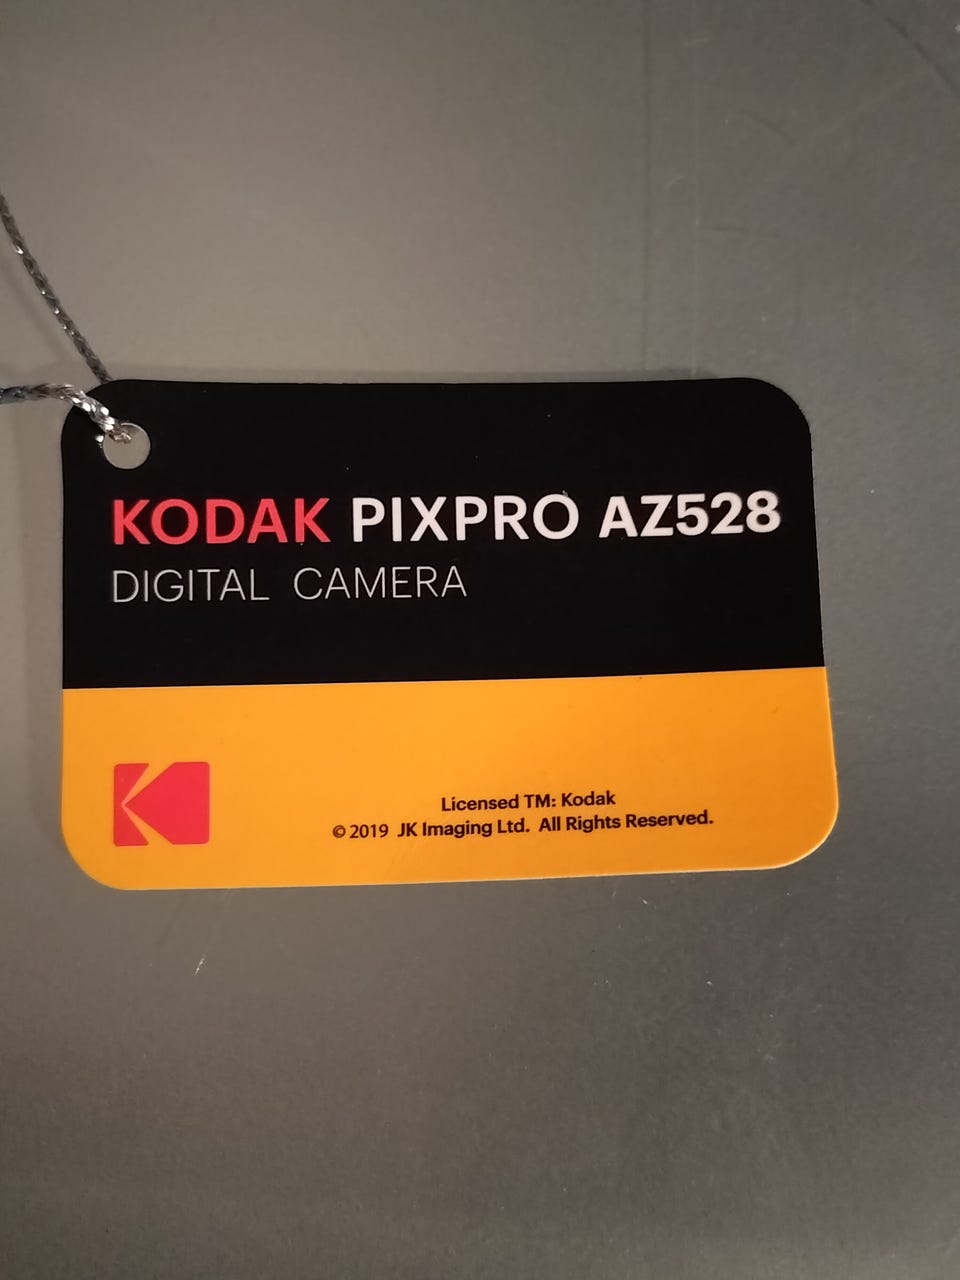 KODAK PIXPRO AZ528
DIGITAL CAMERA
Licensed TM: Kodak
© 2019 JK Imaging Ltd. All Rights Reserved.